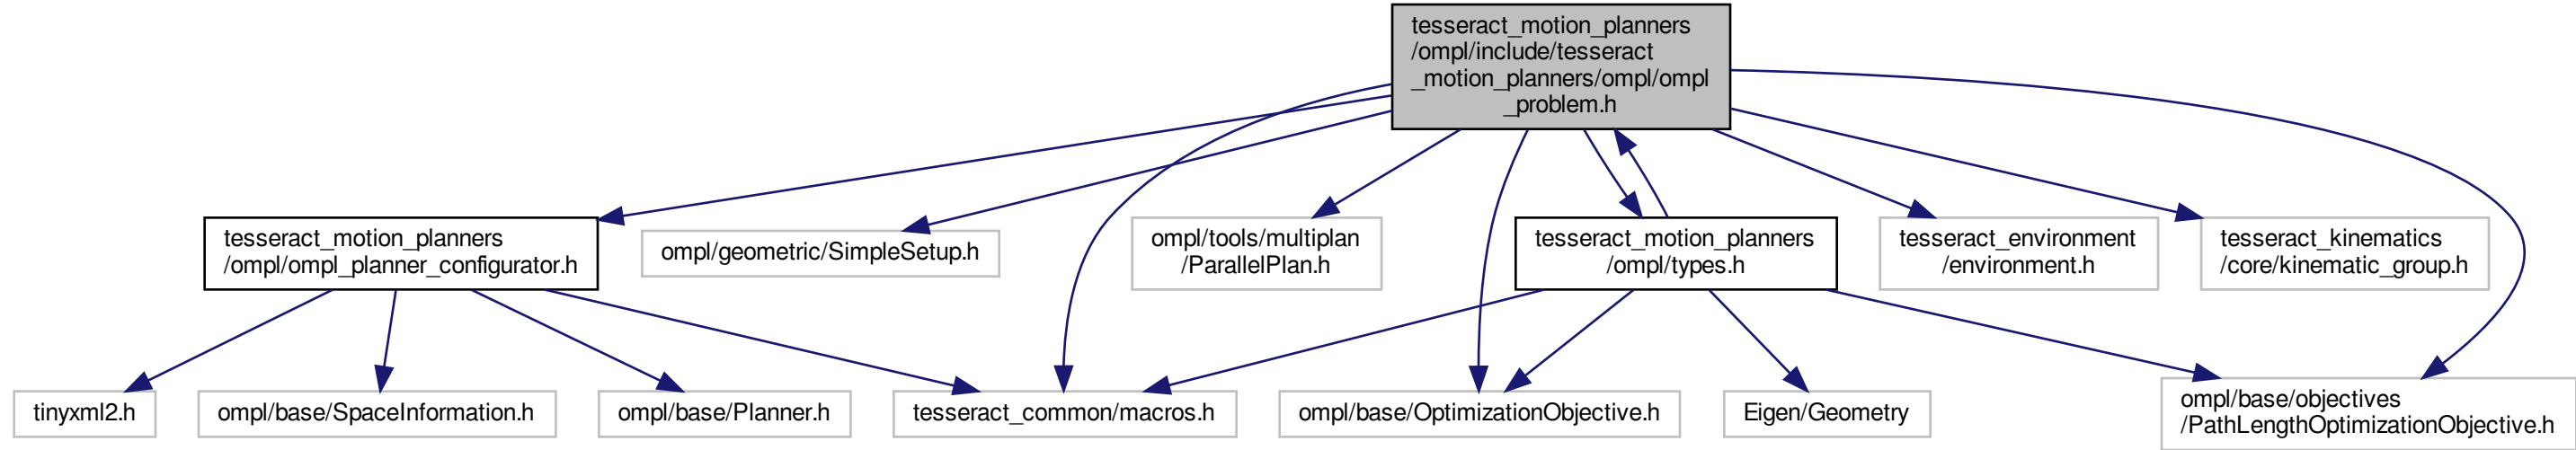 tesseract_motion_planners
/ompl/include/tesseract
_motion_planners/ompl/ompl
_problem.h
tesseract_motion_planners
/ompl/ompl_planner_configurator.h
ompl/geometric/SimpleSetup.h
ompl/tools/multiplan
/ParallelPlan.h
tesseract_motion_planners
/ompl/types.h
tesseract_environment
/environment.h
tesseract_kinematics
/core/kinematic_group.h
tinyxml2.h
ompl/base/SpaceInformation.h
ompl/base/Planner.h
tesseract_common/macros.h
ompl/base/OptimizationObjective.h
Eigen/Geometry
ompl/base/objectives
/PathLengthOptimizationObjective.h